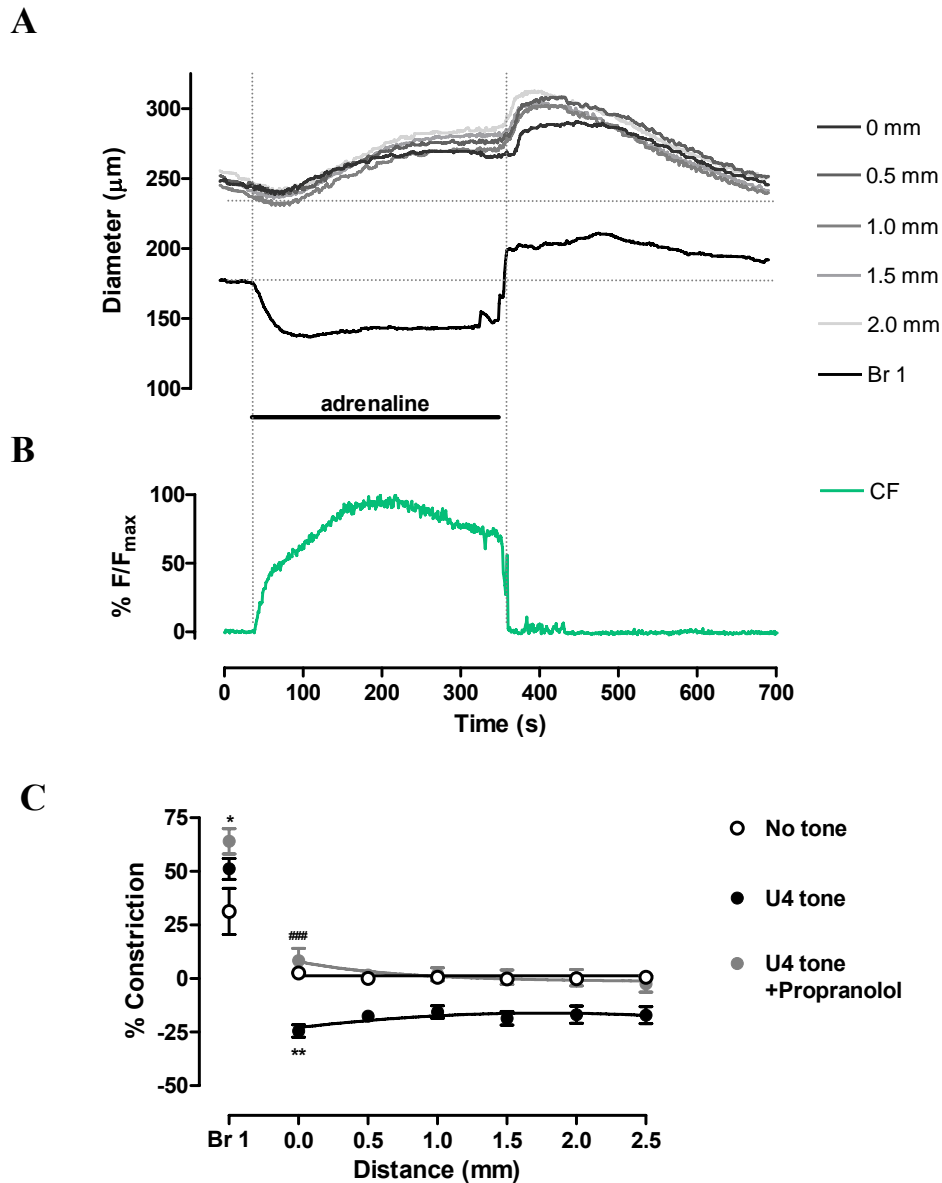 A
Diameter (μm)
300
250
200
150
100
adrenaline
0 mm
0.5 mm
1.0 mm
1.5 mm
2.0 mm
Br 1
B
% F/Fmax
100
50
0
CF
0 100 200 300 400 500 600 700
Time (s)
C
% Constriction
75
50
25
0
-25
-50
*
###
**
Br 1 0.0 0.5 1.0 1.5 2.0 2.5
Distance (mm)
No tone
U4 tone
U4 tone
+Propranolol